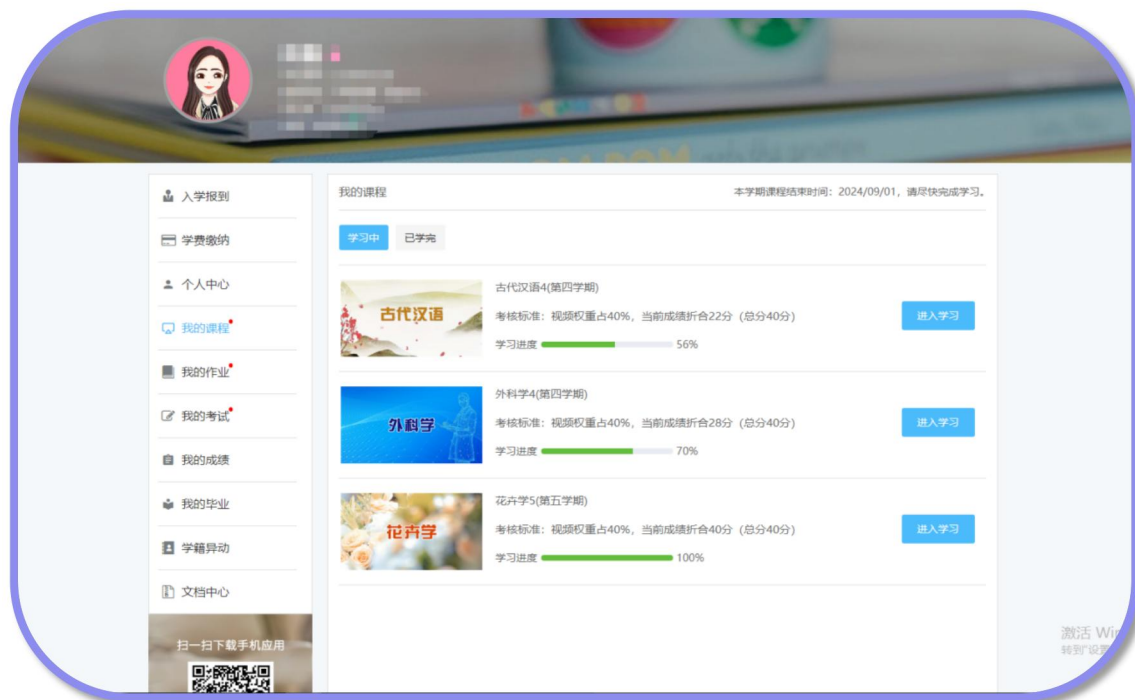 入学报到
学费缴纳
个人中心
我的课程
我的作业
我的考试
我的成绩
我的毕业
学籍异动
文档中心
扫一扫下载手机应用
我的课程
本学期课程结束时间：2024/09/01，请尽快完成学习。
学习中
已学完
古代汉语
古代汉语4(第四学期)
考核标准：视频权重占40%，当前成绩折合22分（总分40分）
学习进度 56%
进入学习
外科学
外科学4(第四学期)
考核标准：视频权重占40%，当前成绩折合28分（总分40分）
学习进度 70%
进入学习
花卉学
花卉学5(第五学期)
考核标准：视频权重占40%，当前成绩折合40分（总分40分）
学习进度 100%
进入学习
激活 Wi
转到"设